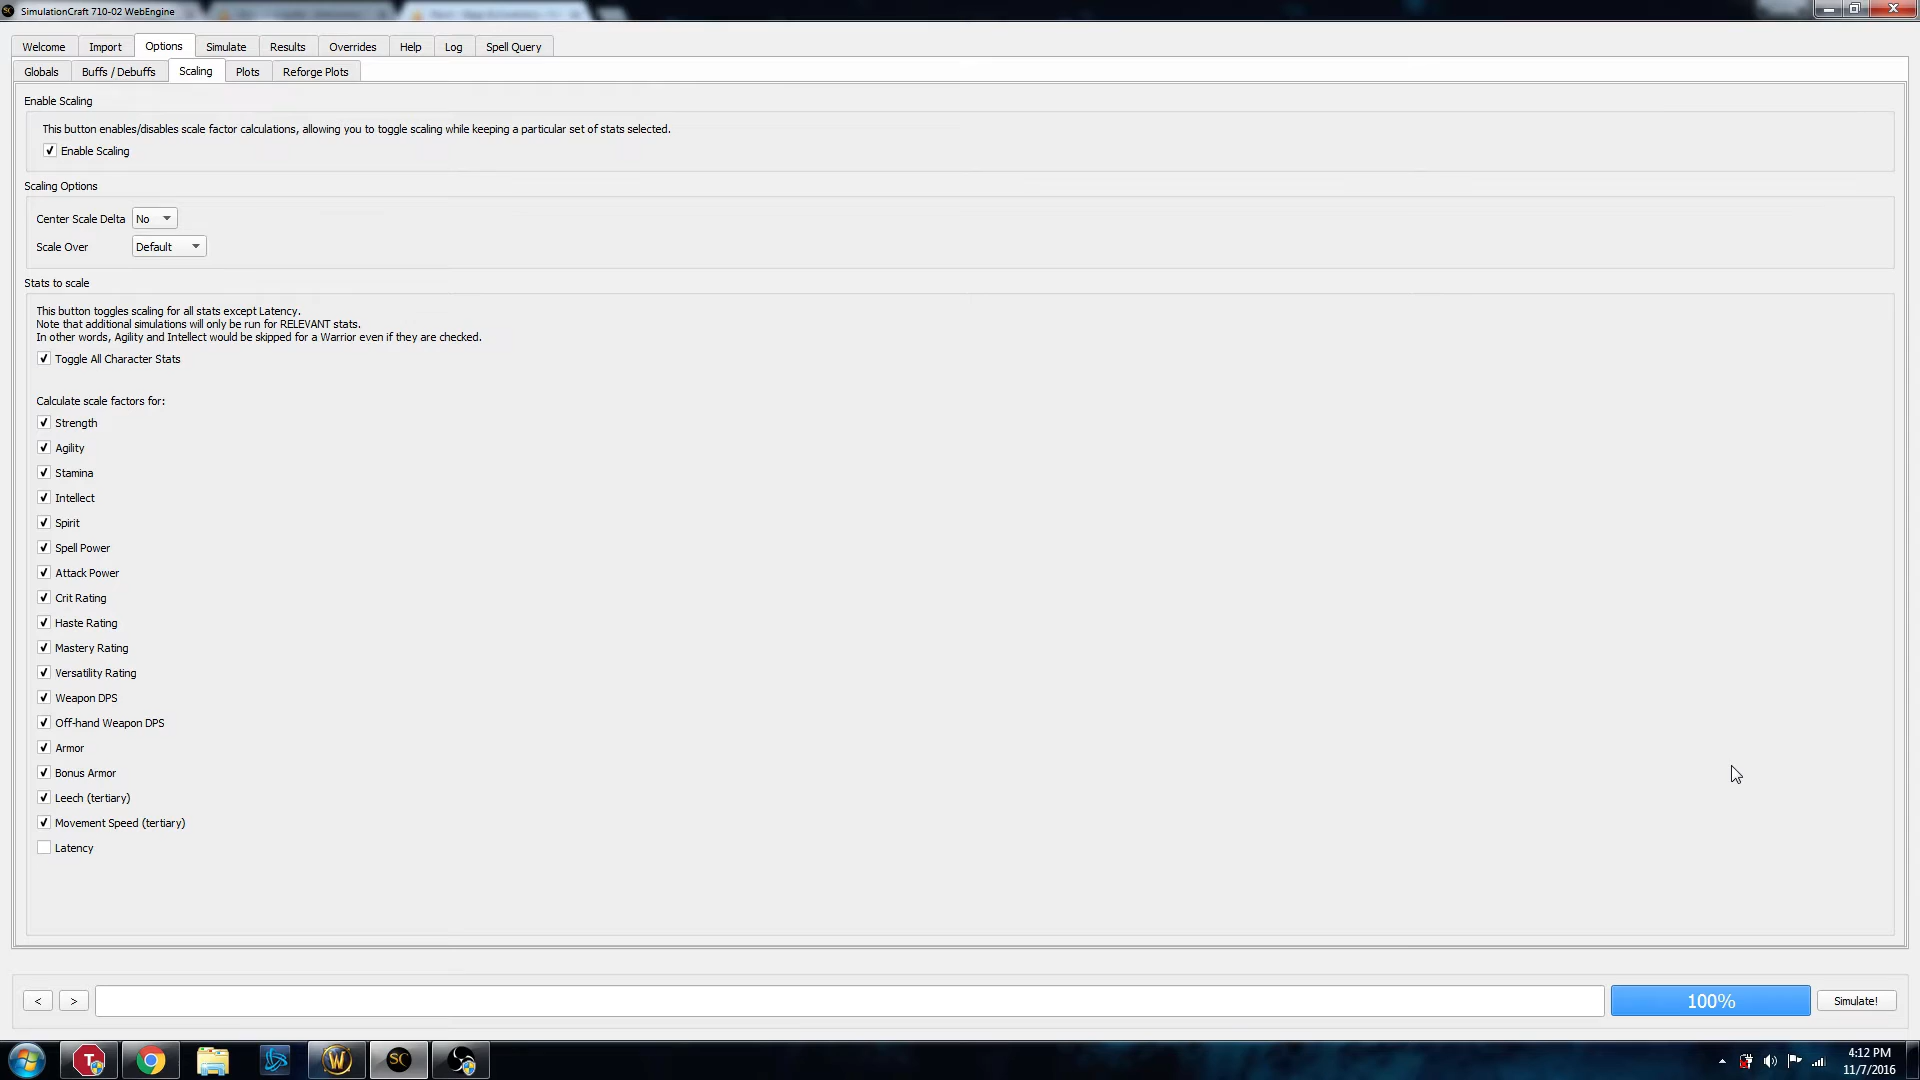 SimulationCraft 710-02 WebEngine
Welcome Import Options Simulate Results Overrides Help Log Spell Query
Globals Buffs / Debuffs Scaling Plots Reforge Plots
Enable Scaling
This button enables/disables scale factor calculations, allowing you to toggle scaling while keeping a particular set of stats selected.
Enable Scaling
Scaling Options
Center Scale Delta No
Scale Over Default
Stats to scale
This button toggles scaling for all stats except Latency.
Note that additional simulations will only be run for RELEVANT stats.
In other words, Agility and Intellect would be skipped for a Warrior even if they are checked.
Toggle All Character Stats
Calculate scale factors for:
Strength
Agility
Stamina
Intellect
Spirit
Spell Power
Attack Power
Crit Rating
Haste Rating
Mastery Rating
Versatility Rating
Weapon DPS
Off-hand Weapon DPS
Armor
Bonus Armor
Leech (tertiary)
Movement Speed (tertiary)
Latency
< > 100% Simulate!
T W SC 4:12 PM
11/7/2016